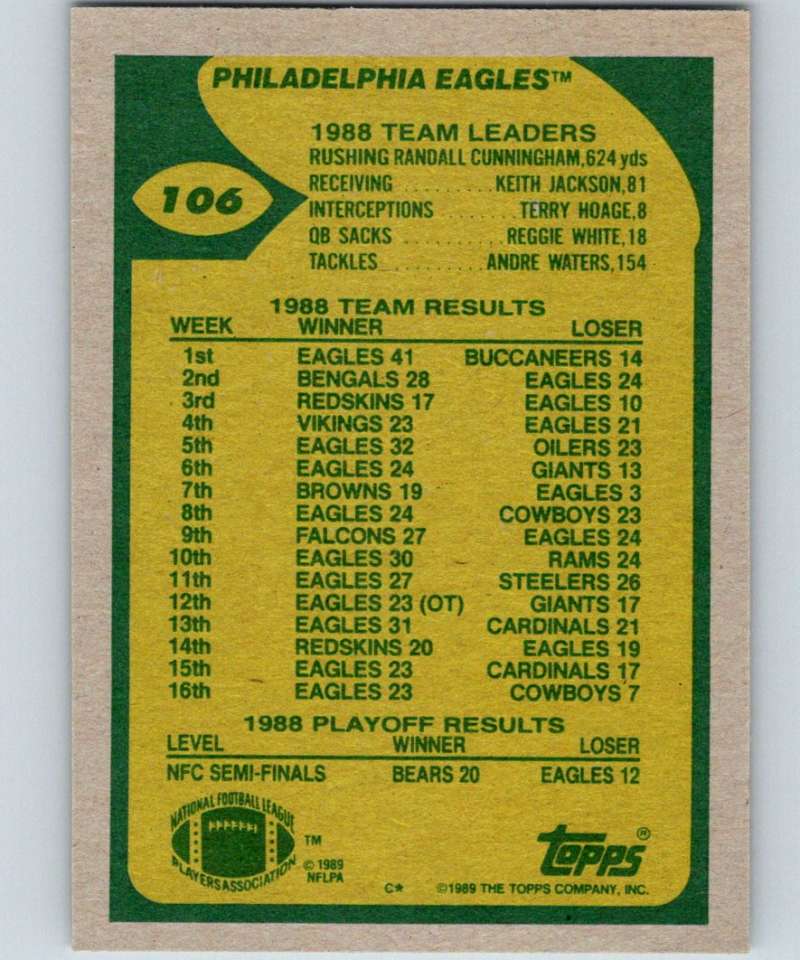 PHILADELPHIA EAGLES™
1988 TEAM LEADERS
RUSHING RANDALL CUNNINGHAM, 624 yds
106
RECEIVING .......... KEITH JACKSON, 81
INTERCEPTIONS ....... TERRY HOAGE, 8
QB SACKS .......... REGGIE WHITE, 18
TACKLES .......... ANDRE WATERS, 154
1988 TEAM RESULTS
WEEK WINNER LOSER
1st EAGLES 41 BUCCANEERS 14
2nd BENGALS 28 EAGLES 24
3rd REDSKINS 17 EAGLES 10
4th VIKINGS 23 EAGLES 21
5th EAGLES 32 OILERS 23
6th EAGLES 24 GIANTS 13
7th BROWNS 19 EAGLES 3
8th EAGLES 24 COWBOYS 23
9th FALCONS 27 EAGLES 24
10th EAGLES 30 RAMS 24
11th EAGLES 27 STEELERS 26
12th EAGLES 23 (OT) GIANTS 17
13th EAGLES 31 CARDINALS 21
14th REDSKINS 20 EAGLES 19
15th EAGLES 23 CARDINALS 17
16th EAGLES 23 COWBOYS 7
1988 PLAYOFF RESULTS
LEVEL WINNER LOSER
NFC SEMI-FINALS BEARS 20 EAGLES 12
NATIONAL FOOTBALL LEAGUE
PLAYERS ASSOCIATION
™
© 1989
NFLPA
topps®
C* ©1989 THE TOPPS COMPANY, INC.